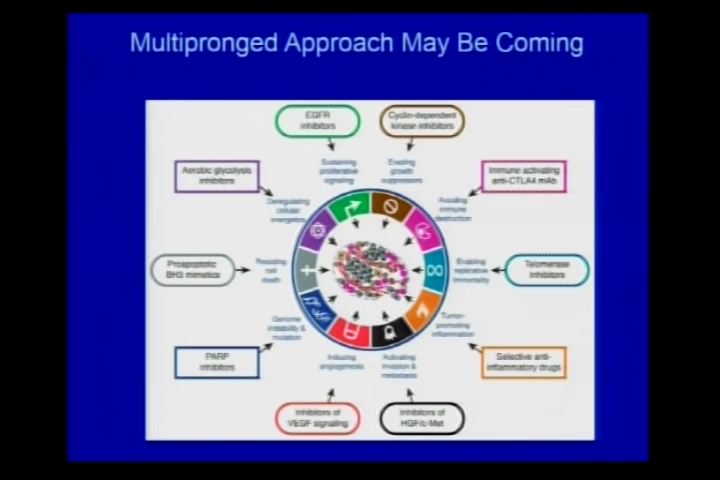 Multipronged Approach May Be Coming
EGFR
inhibitors
Cyclin-dependent
kinase inhibitors
Sustaining
proliferative
signaling
Evading
growth
suppressors
Aerobic glycolysis
inhibitors
Immune activating
anti-CTLA4 mAb
Deregulating
cellular
energetics
Avoiding
immune
destruction
Proapoptotic
BH3 mimetics
Resisting
cell
death
Enabling
replicative
immortality
Telomerase
Inhibitors
Genome
instability &
mutation
Tumor-
promoting
inflammation
PARP
inhibitors
Inducing
angiogenesis
Activating
invasion &
metastasis
Selective anti-
inflammatory drugs
Inhibitors of
VEGF signaling
Inhibitors of
HGF/c-Met